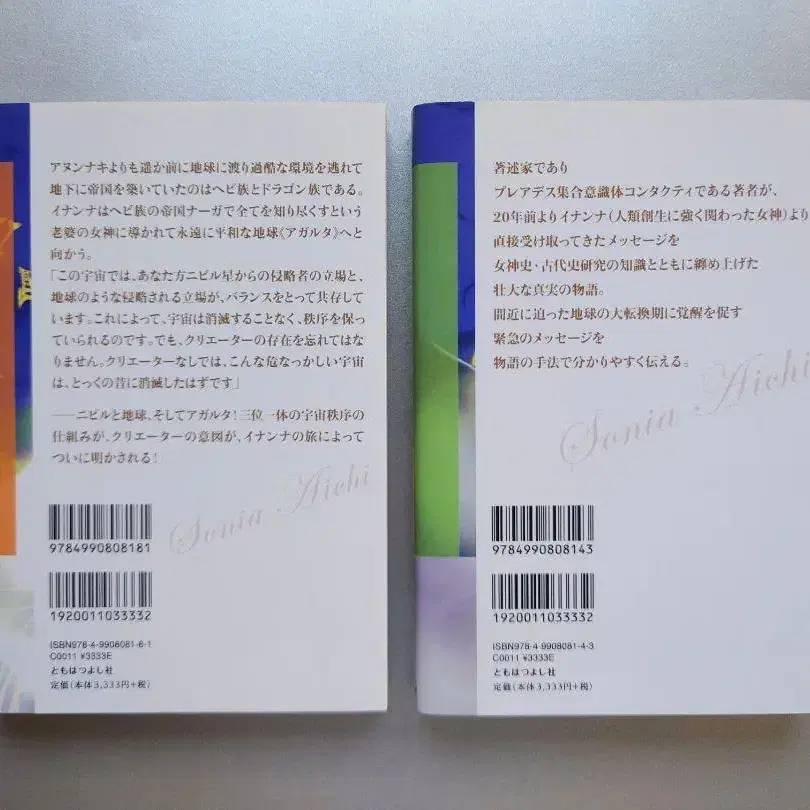 アヌンナキよりも遥か前に地球に渡り過酷な環境を逃れて
地下に帝国を築いていたのはヘビ族とドラゴン族である。
イナンナはヘビ族の帝国ナーガで全てを知り尽くすという
老婆の女神に導かれて永遠に平和な地球《アガルタ》へと
向かう。
「この宇宙では、あなた方ニビル星からの侵略者の立場と、
地球のような侵略される立場が、バランスをとって共存して
います。これによって、宇宙は消滅することなく、秩序を保っ
ていられるのです。でも、クリエーターの存在を忘れてはな
りません。クリエーターなしでは、こんな危なっかしい宇宙
は、とっくの昔に消滅したはずです」
――ニビルと地球、そしてアガルタ！三位一体の宇宙秩序の
仕組みが、クリエーターの意図が、イナンナの旅によって
ついに明かされる！
Sonia Aichi
9784990808181
1920011033332
ISBN978-4-9908081-8-1
C0011 ¥3333E
ともはつよし社
定価（本体3,333円+税）
著述家であり
プレアデス集合意識体コンタクティである著者が、
20年前よりイナンナ（人類創生に強く関わった女神）より
直接受け取ってきたメッセージを
女神史・古代史研究の知識とともに纏め上げた
壮大な真実の物語。
間近に迫った地球の大転換期に覚醒を促す
緊急のメッセージを
物語の手法で分かりやすく伝える。
Sonia Aichi
9784990808143
1920011033332
ISBN978-4-9908081-4-3
C0011 ¥3333E
ともはつよし社
定価（本体3,333円+税）